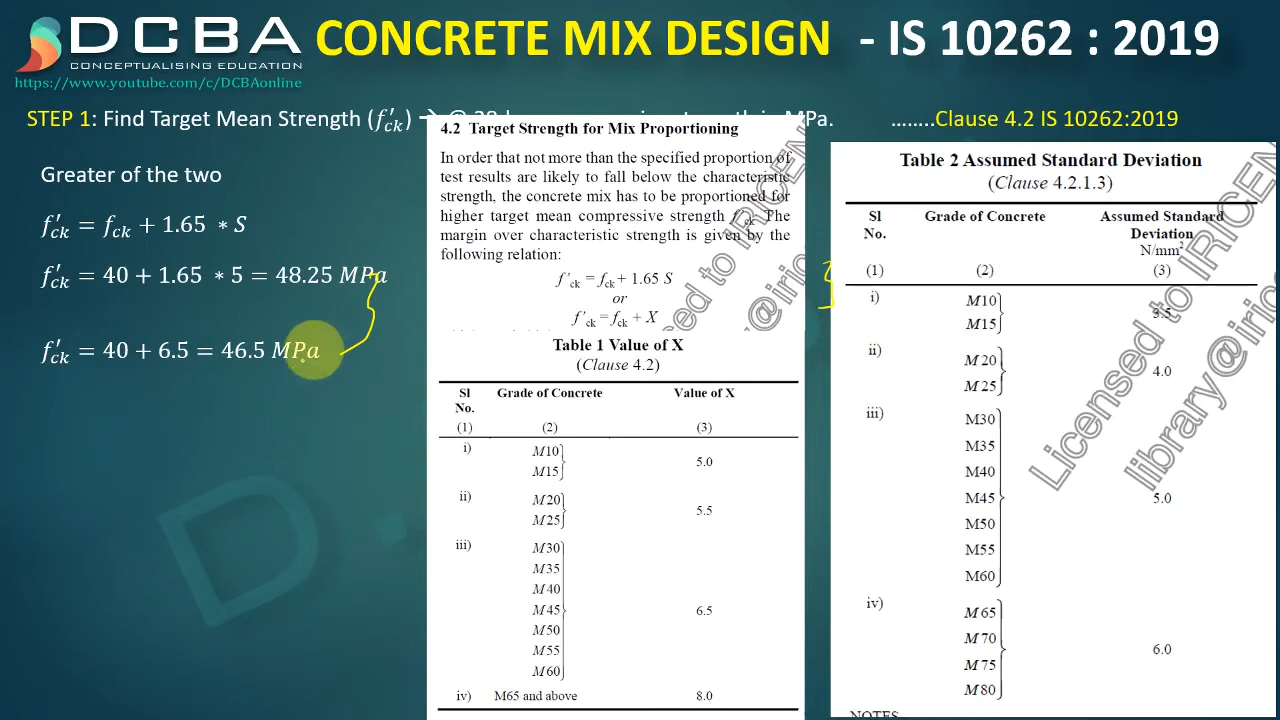 DCBA
CONCEPTUALISING EDUCATION
https://www.youtube.com/c/DCBAonline
CONCRETE MIX DESIGN - IS 10262 : 2019
STEP 1: Find Target Mean Strength (f'ck) → MPa. ........Clause 4.2 IS 10262:2019
Greater of the two
f'ck = fck + 1.65 * S
f'ck = 40 + 1.65 * 5 = 48.25 MPa
f'ck = 40 + 6.5 = 46.5 MPa
4.2 Target Strength for Mix Proportioning
In order that not more than the specified proportion of
test results are likely to fall below the characteristic
strength, the concrete mix has to be proportioned for
higher target mean compressive strength f'ck. The
margin over characteristic strength is given by the
following relation:
f'ck = fck + 1.65 S
or
f'ck = fck + X
Table 1 Value of X
(Clause 4.2)
Sl No. Grade of Concrete Value of X
(1) (2) (3)
i) M10
M15 5.0
ii) M20
M25 5.5
iii) M30
M35
M40
M45 6.5
M50
M55
M60
iv) M65 and above 8.0
Table 2 Assumed Standard Deviation
(Clause 4.2.1.3)
Sl No. Grade of Concrete Assumed Standard Deviation
N/mm²
(1) (2) (3)
i) M10
M15 3.5
ii) M20
M25 4.0
iii) M30
M35
M40
M45 5.0
M50
M55
M60
iv) M65
M70 6.0
M75
M80
NOTES
Licensed to IRICEN
library@iric